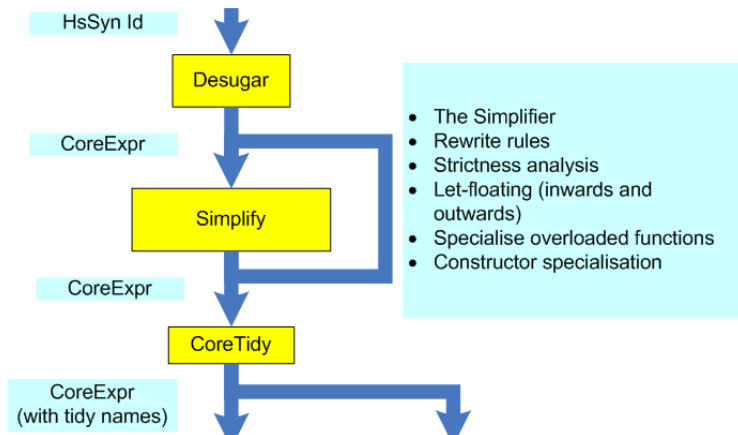 HsSyn Id
Desugar
CoreExpr
Simplify
CoreExpr
CoreTidy
CoreExpr
(with tidy names)
• The Simplifier
• Rewrite rules
• Strictness analysis
• Let-floating (inwards and
outwards)
• Specialise overloaded functions
• Constructor specialisation